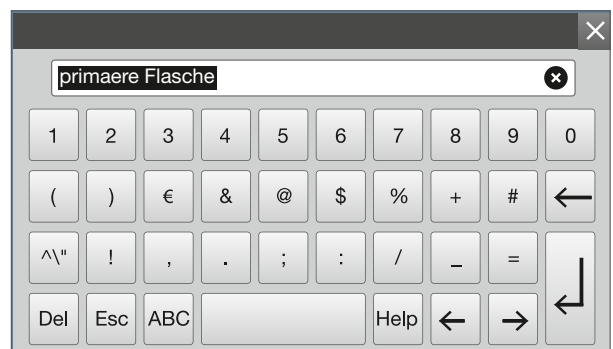 primaere Flasche
1 2 3 4 5 6 7 8 9 0
( ) € & @ $ % + #
^\" ! , . ; : / _ =
Del Esc ABC Help